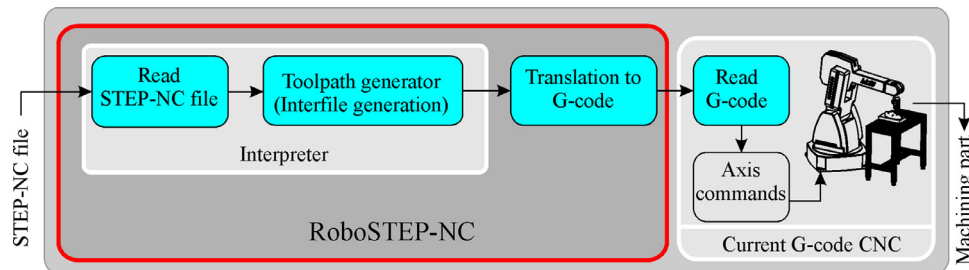 STEP-NC file
Read
STEP-NC file
Toolpath generator
(Interfile generation)
Interpreter
Translation to
G-code
RoboSTEP-NC
Read
G-code
Axis
commands
Current G-code CNC
Machining part